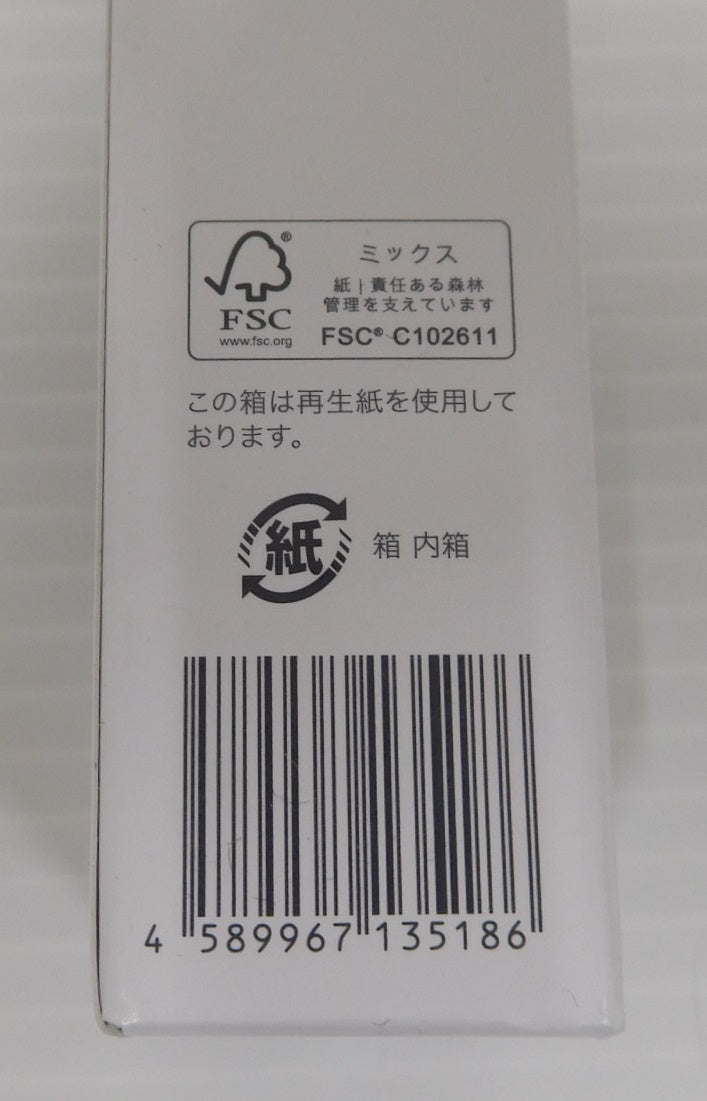 ®
FSC
www.fsc.org
ミックス
紙｜責任ある森林
管理を支えています
FSC® C102611
この箱は再生紙を使用して
おります。
紙
箱 内箱
4 589967 135186